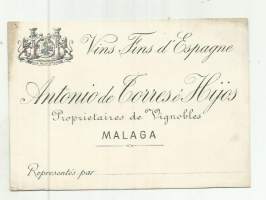 Vins Fins d'Espagne
Antonio de Torres é Hijos
Propriétaires de Vignobles
MALAGA
Représentés par